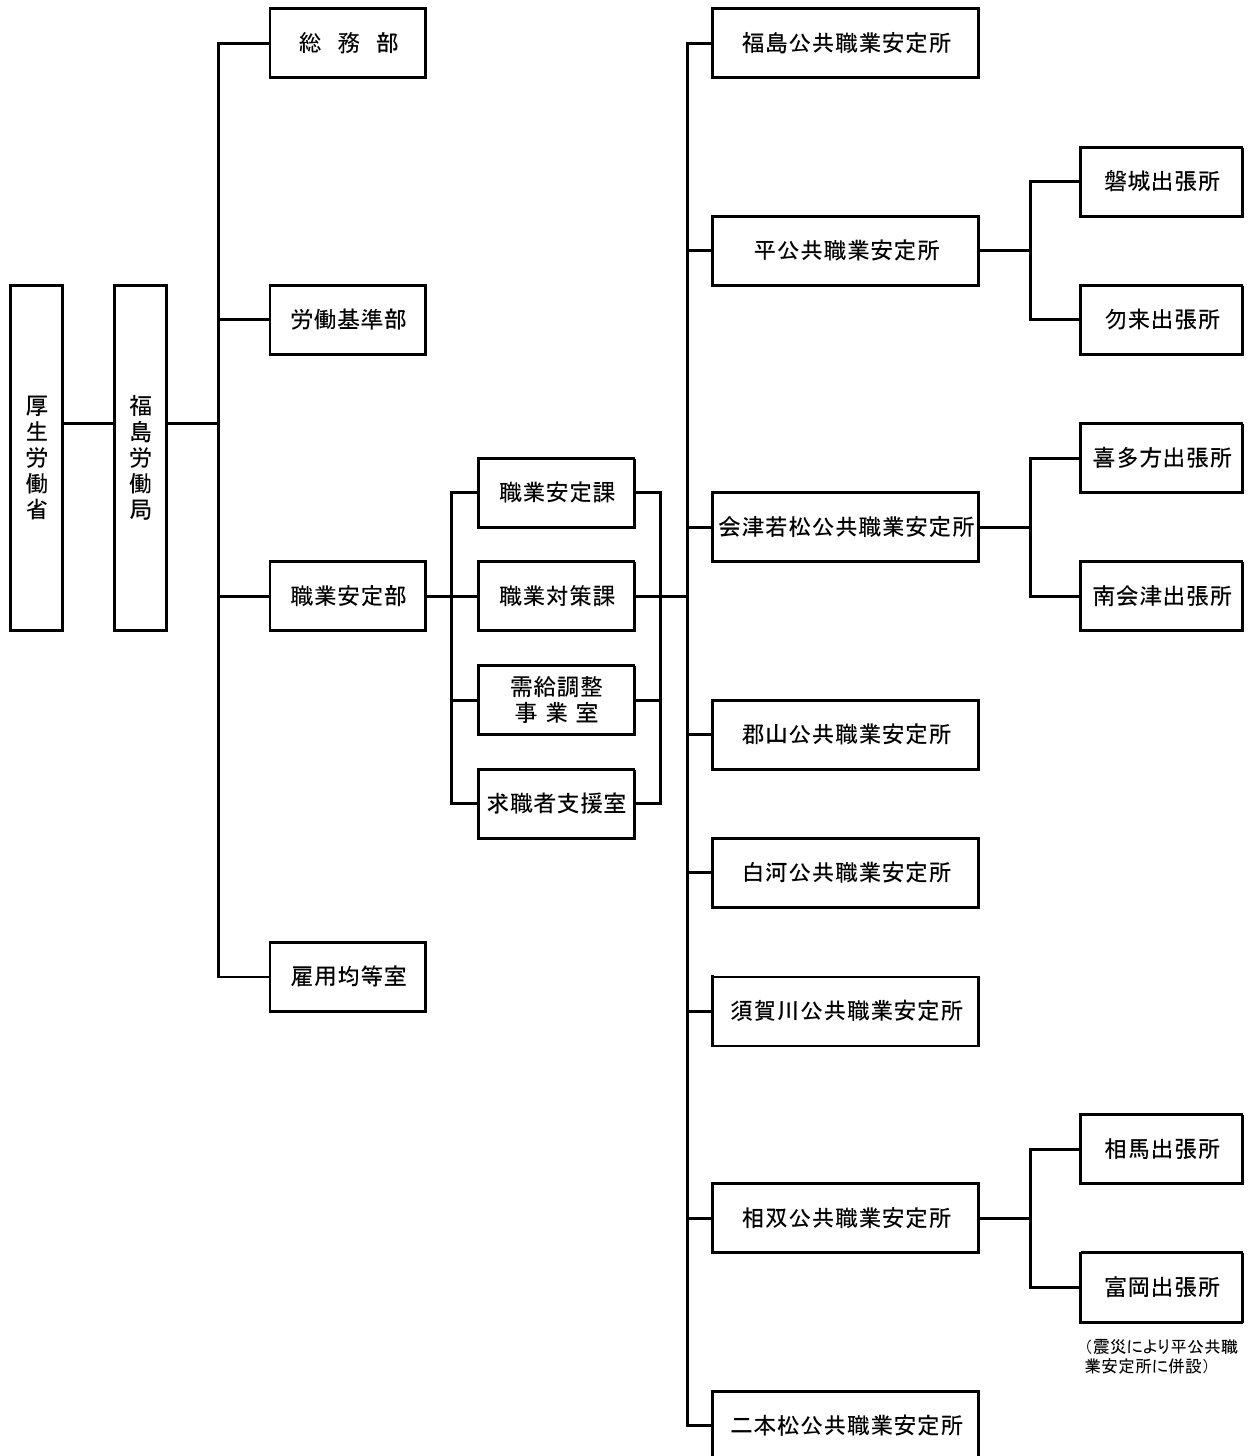 厚生労働省
福島労働局
総務部
労働基準部
職業安定部
雇用均等室
職業安定課
職業対策課
需給調整
事業室
求職者支援室
福島公共職業安定所
平公共職業安定所
会津若松公共職業安定所
郡山公共職業安定所
白河公共職業安定所
須賀川公共職業安定所
相双公共職業安定所
二本松公共職業安定所
磐城出張所
勿来出張所
喜多方出張所
南会津出張所
相馬出張所
富岡出張所
（震災により平公共職
業安定所に併設）